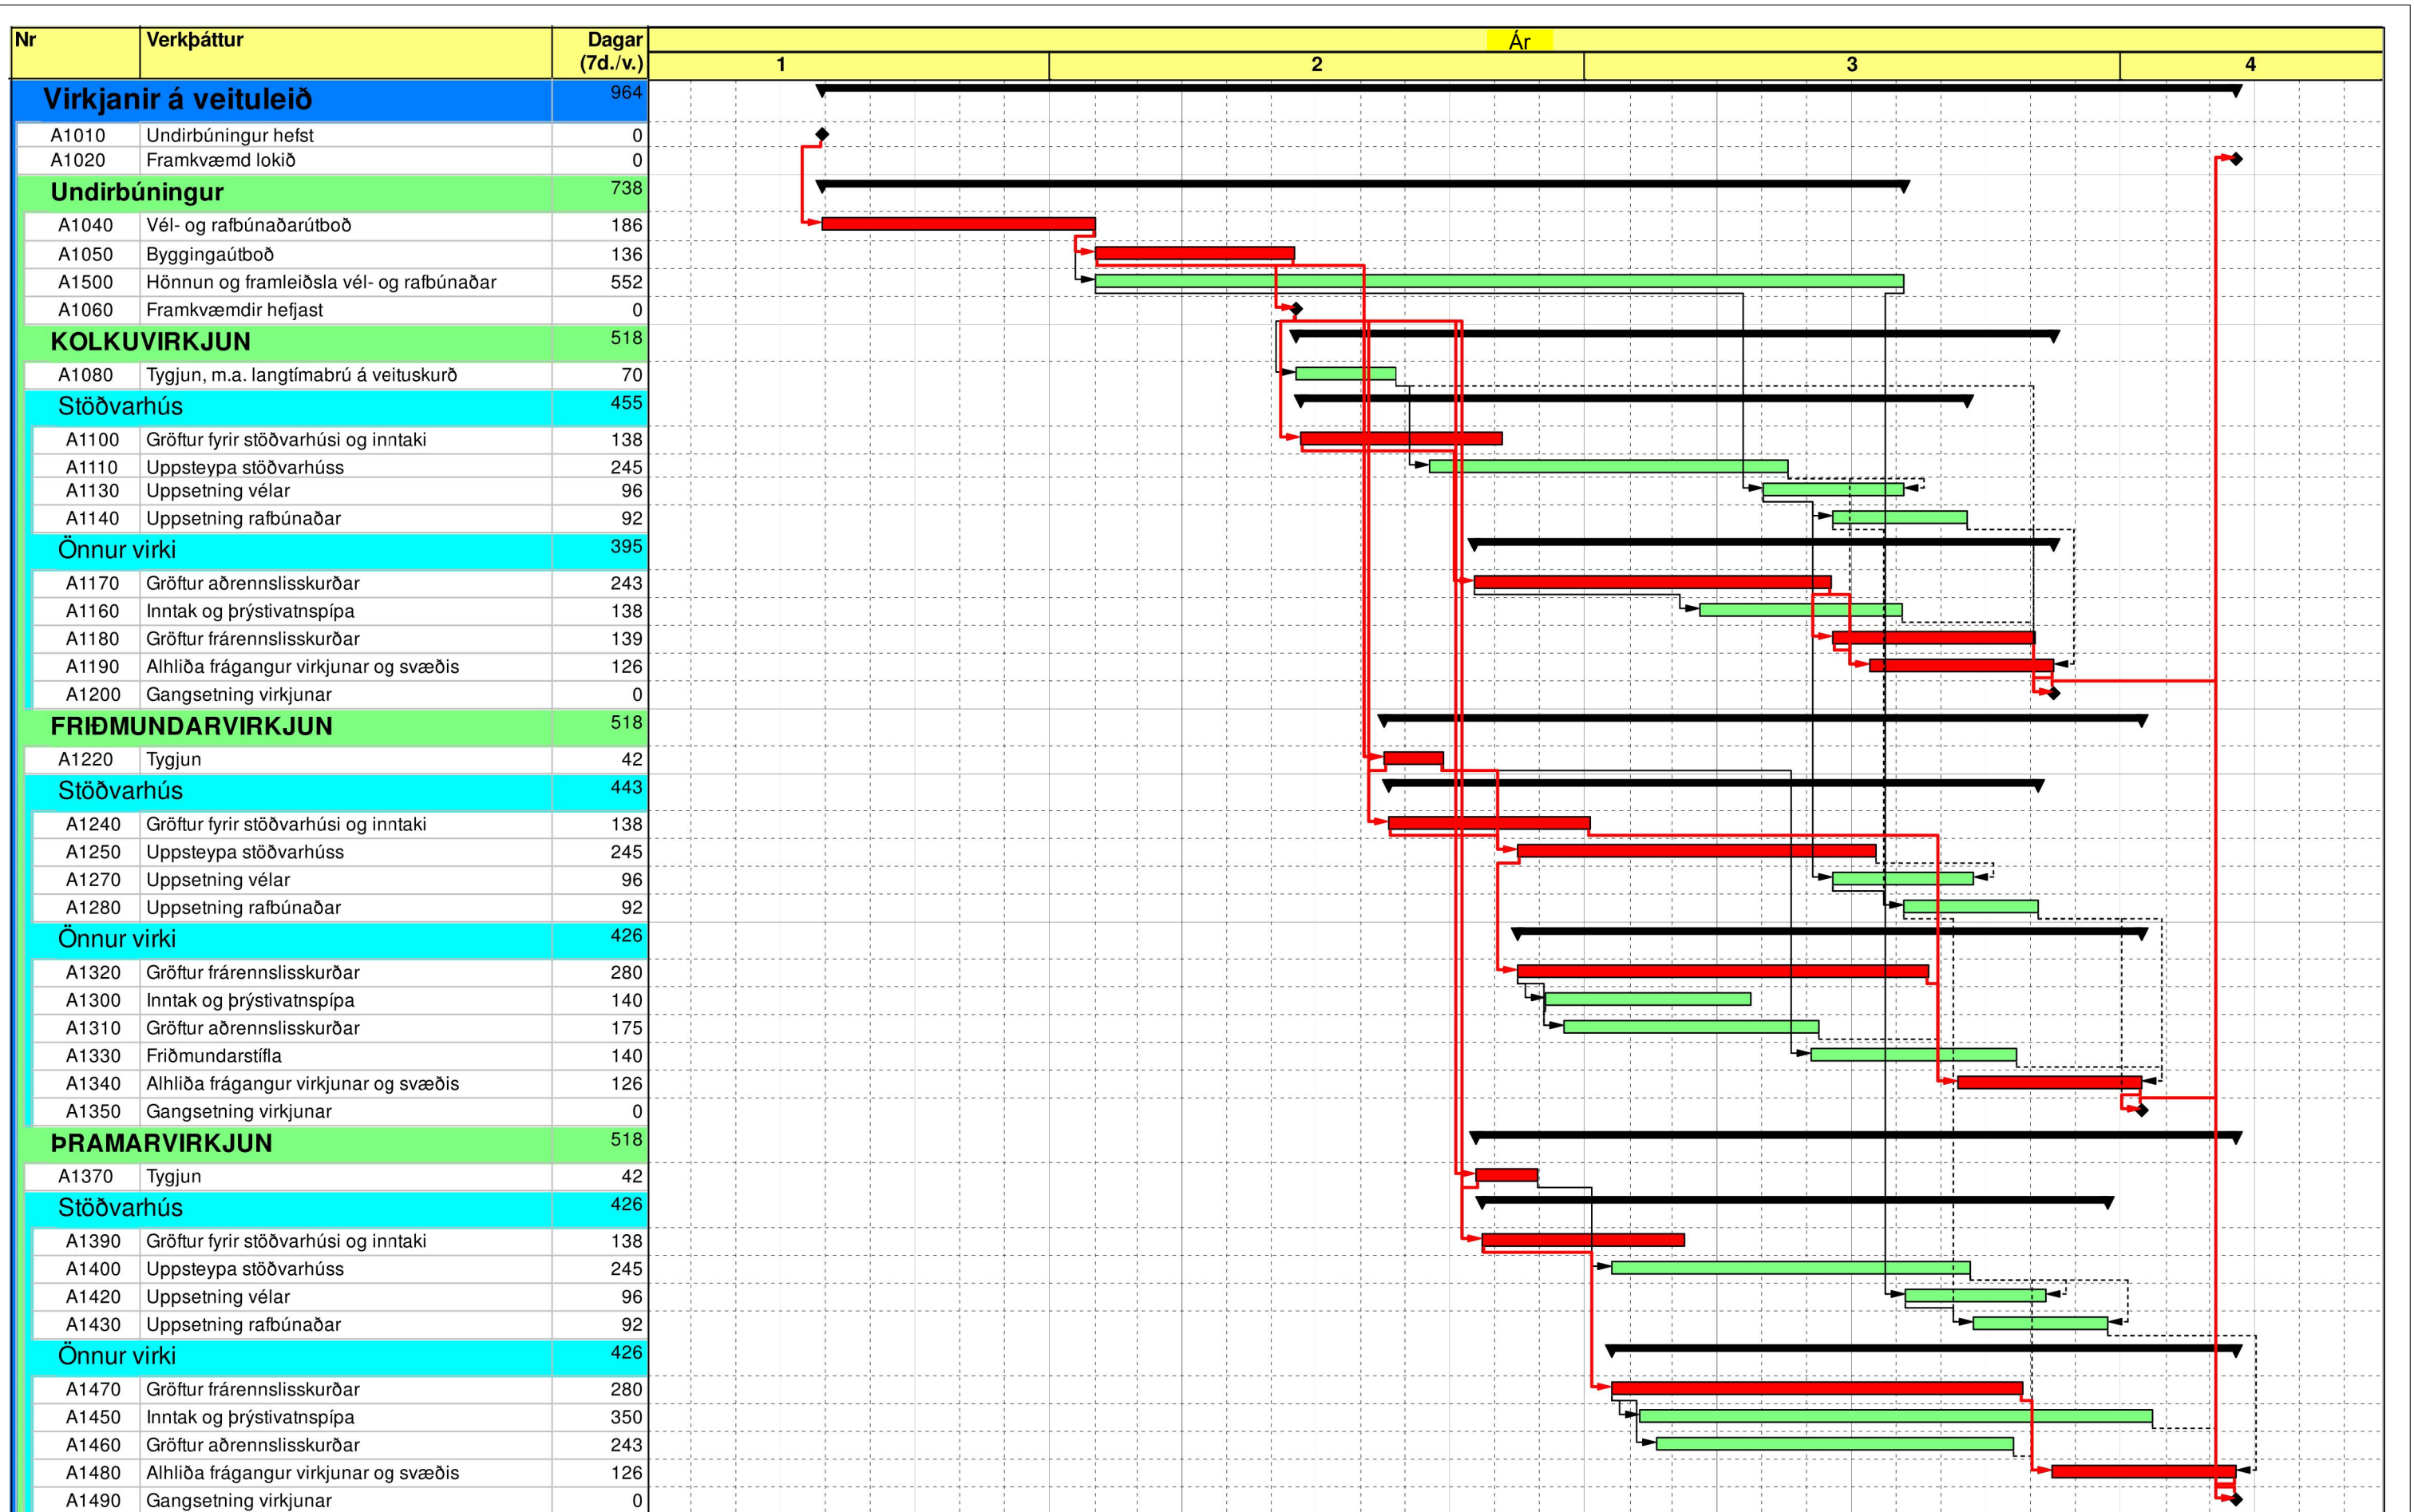 Nr Verkþáttur Dagar Ár
(7d./v.) 1 2 3 4
Virkjanir á veituleið 964
A1010 Undirbúningur hefst 0
A1020 Framkvæmd lokið 0
Undirbúningur 738
A1040 Vél- og rafbúnaðarútboð 186
A1050 Byggingaútboð 136
A1500 Hönnun og framleiðsla vél- og rafbúnaðar 552
A1060 Framkvæmdir hefjast 0
KOLKUVIRKJUN 518
A1080 Tygjun, m.a. langtímabrú á veituskurð 70
Stöðvarhús 455
A1100 Gröftur fyrir stöðvarhúsi og inntaki 138
A1110 Uppsteypa stöðvarhúss 245
A1130 Uppsetning vélar 96
A1140 Uppsetning rafbúnaðar 92
Önnur virki 395
A1170 Gröftur aðrennslisskurðar 243
A1160 Inntak og þrýstivatnspípa 138
A1180 Gröftur frárennslisskurðar 139
A1190 Alhliða frágangur virkjunar og svæðis 126
A1200 Gangsetning virkjunar 0
FRIÐMUNDARVIRKJUN 518
A1220 Tygjun 42
Stöðvarhús 443
A1240 Gröftur fyrir stöðvarhúsi og inntaki 138
A1250 Uppsteypa stöðvarhúss 245
A1270 Uppsetning vélar 96
A1280 Uppsetning rafbúnaðar 92
Önnur virki 426
A1320 Gröftur frárennslisskurðar 280
A1300 Inntak og þrýstivatnspípa 140
A1310 Gröftur aðrennslisskurðar 175
A1330 Friðmundarstífla 140
A1340 Alhliða frágangur virkjunar og svæðis 126
A1350 Gangsetning virkjunar 0
ÞRAMARVIRKJUN 518
A1370 Tygjun 42
Stöðvarhús 426
A1390 Gröftur fyrir stöðvarhúsi og inntaki 138
A1400 Uppsteypa stöðvarhúss 245
A1420 Uppsetning vélar 96
A1430 Uppsetning rafbúnaðar 92
Önnur virki 426
A1470 Gröftur frárennslisskurðar 280
A1450 Inntak og þrýstivatnspípa 350
A1460 Gröftur aðrennslisskurðar 243
A1480 Alhliða frágangur virkjunar og svæðis 126
A1490 Gangsetning virkjunar 0